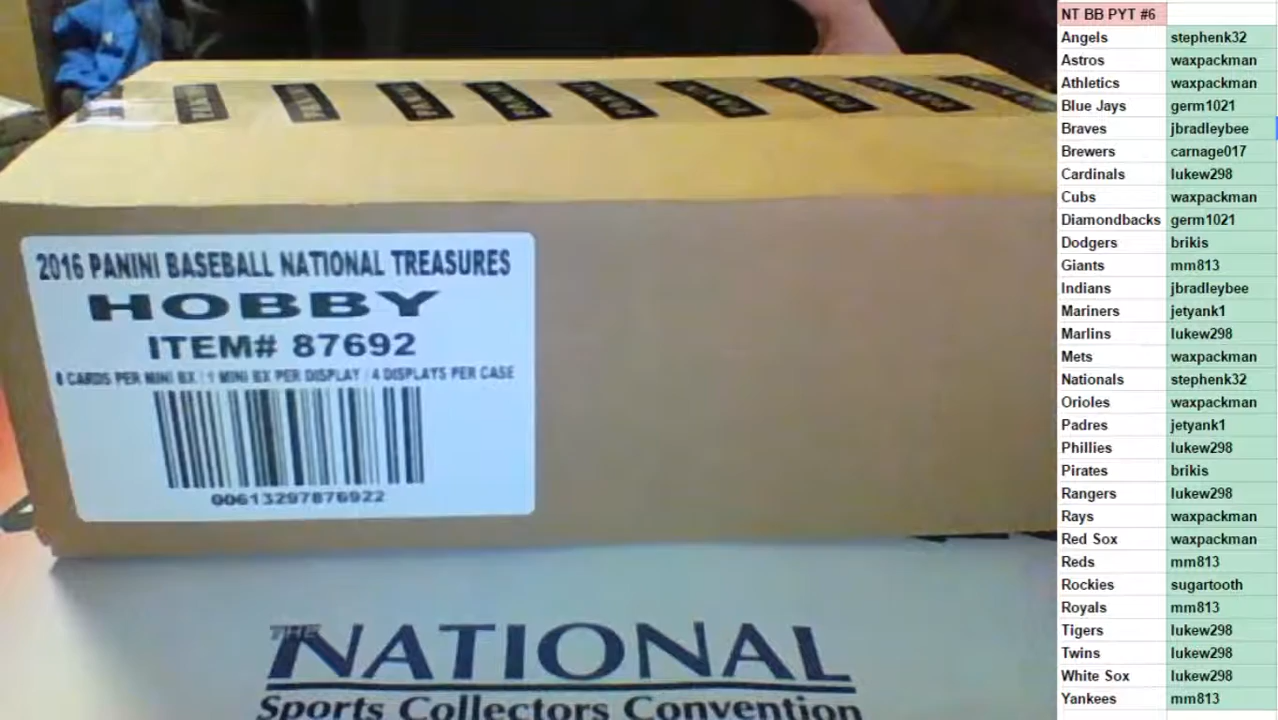 2016 PANINI BASEBALL NATIONAL TREASURES
HOBBY
ITEM# 87692
8 CARDS PER MINI BX | 1 MINI BX PER DISPLAY / 4 DISPLAYS PER CASE
00613297876922
THE
NATIONAL
Sports Collectors Convention
NT BB PYT #6
Angels stephenk32
Astros waxpackman
Athletics waxpackman
Blue Jays germ1021
Braves jbradleybee
Brewers carnage017
Cardinals lukew298
Cubs waxpackman
Diamondbacks germ1021
Dodgers brikis
Giants mm813
Indians jbradleybee
Mariners jetyank1
Marlins lukew298
Mets waxpackman
Nationals stephenk32
Orioles waxpackman
Padres jetyank1
Phillies lukew298
Pirates brikis
Rangers lukew298
Rays waxpackman
Red Sox waxpackman
Reds mm813
Rockies sugartooth
Royals mm813
Tigers lukew298
Twins lukew298
White Sox lukew298
Yankees mm813